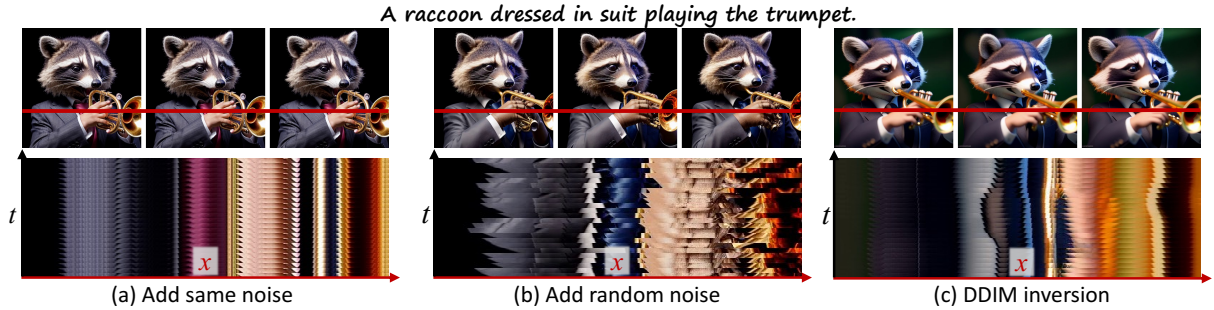 A raccoon dressed in suit playing the trumpet.
t
x
t
x
t
x
(a) Add same noise
(b) Add random noise
(c) DDIM inversion